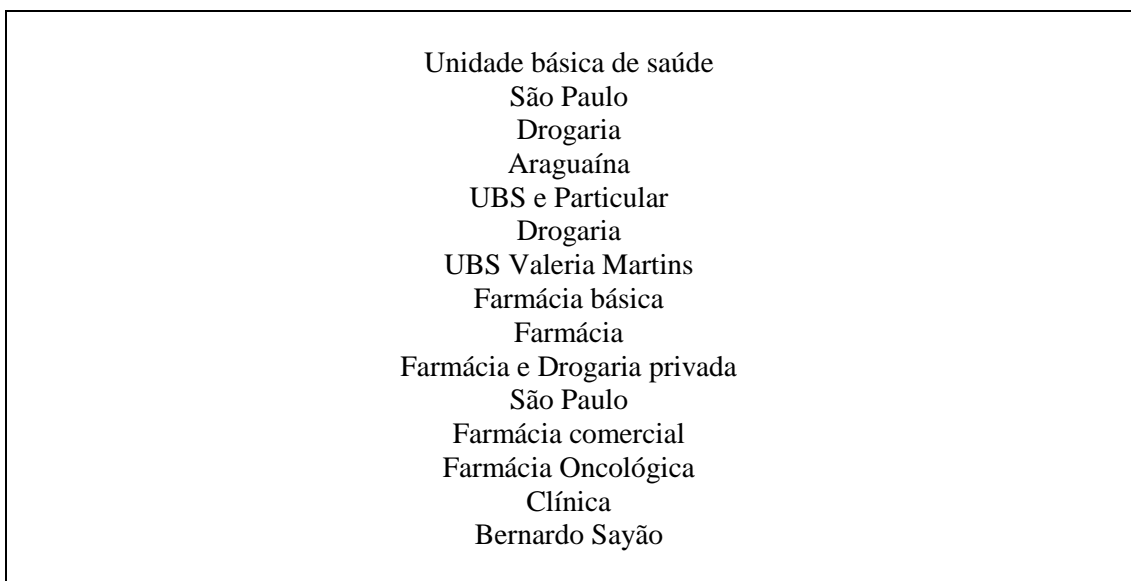 Unidade básica de saúde
São Paulo
Drogaria
Araguaína
UBS e Particular
Drogaria
UBS Valeria Martins
Farmácia básica
Farmácia
Farmácia e Drogaria privada
São Paulo
Farmácia comercial
Farmácia Oncológica
Clínica
Bernardo Sayão